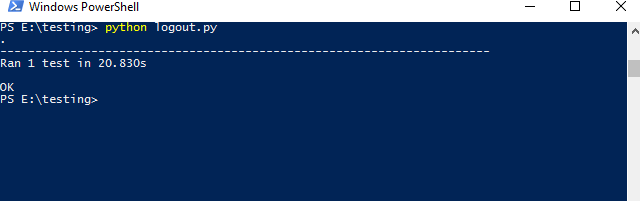 Windows PowerShell
PS E:\testing> python logout.py
.
----------------------------------------------------------------------
Ran 1 test in 20.830s
OK
PS E:\testing>